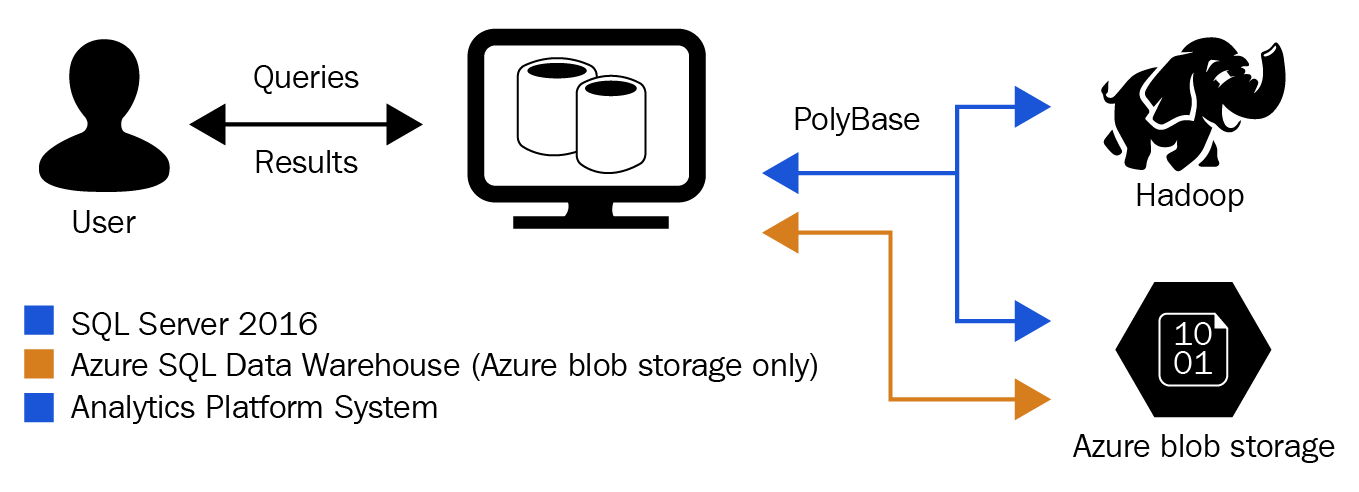 Queries
Results
User
PolyBase
Hadoop
10
01
Azure blob storage
SQL Server 2016
Azure SQL Data Warehouse (Azure blob storage only)
Analytics Platform System